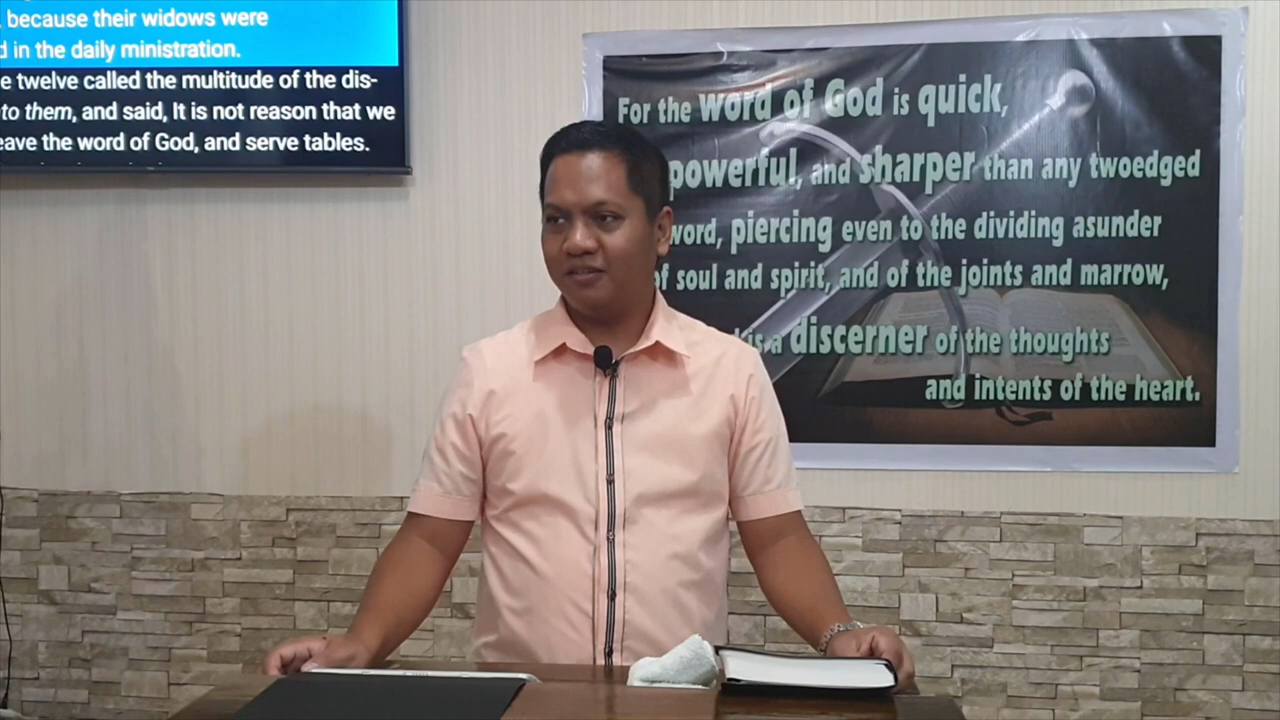 , because their widows were
in the daily ministration.
twelve called the multitude of the dis-
to them, and said, It is not reason that we
the word of God, and serve tables.
For the word of God is quick,
powerful, and sharper than any twoedged
piercing even to the dividing asunder
of soul and spirit, and of the joints and marrow,
is a discerner of the thoughts
and intents of the heart.